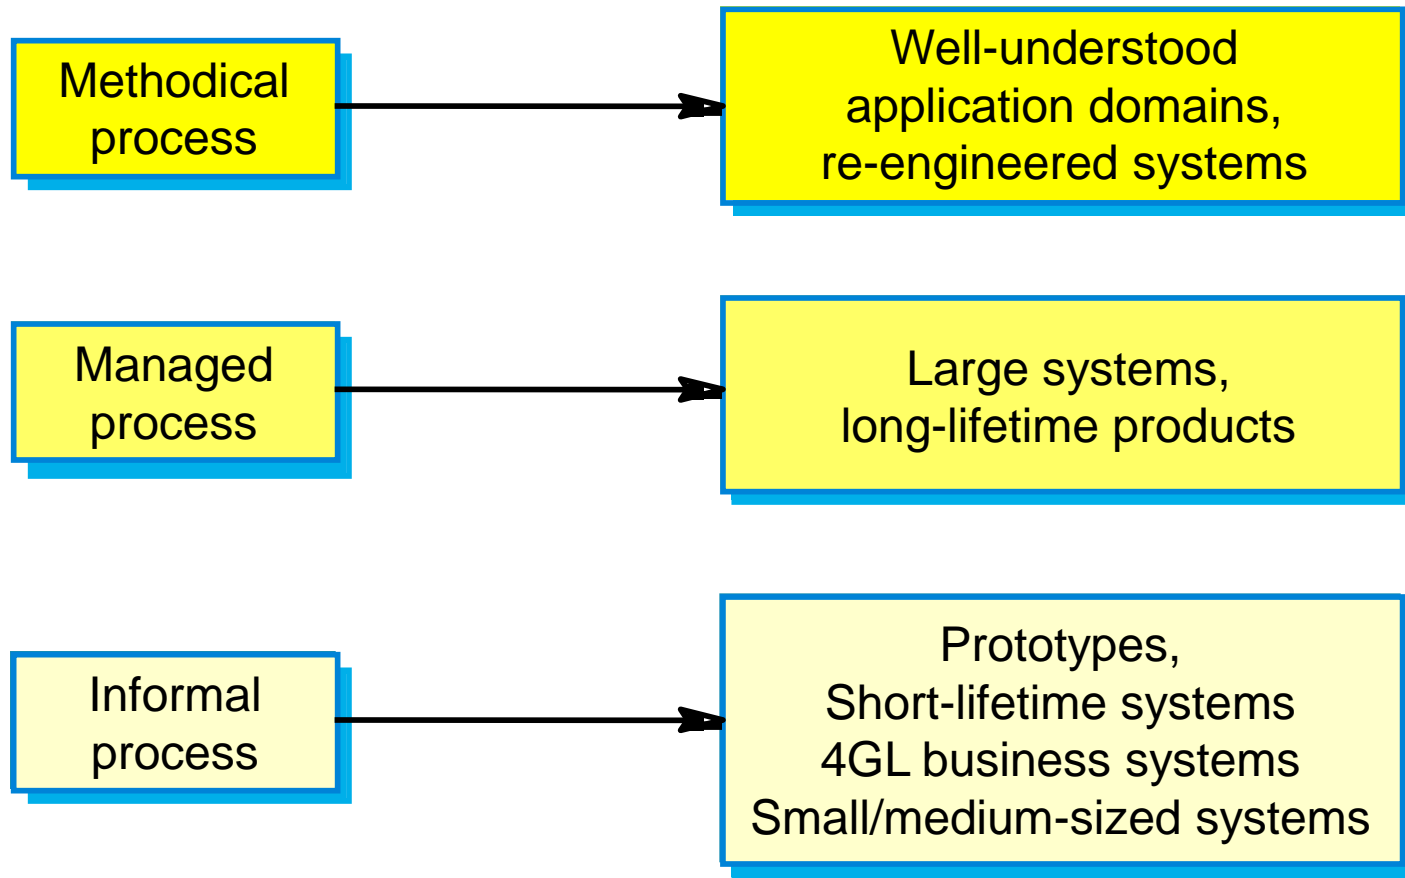 Methodical
process
Well-understood
application domains,
re-engineered systems
Managed
process
Large systems,
long-lifetime products
Informal
process
Prototypes,
Short-lifetime systems
4GL business systems
Small/medium-sized systems